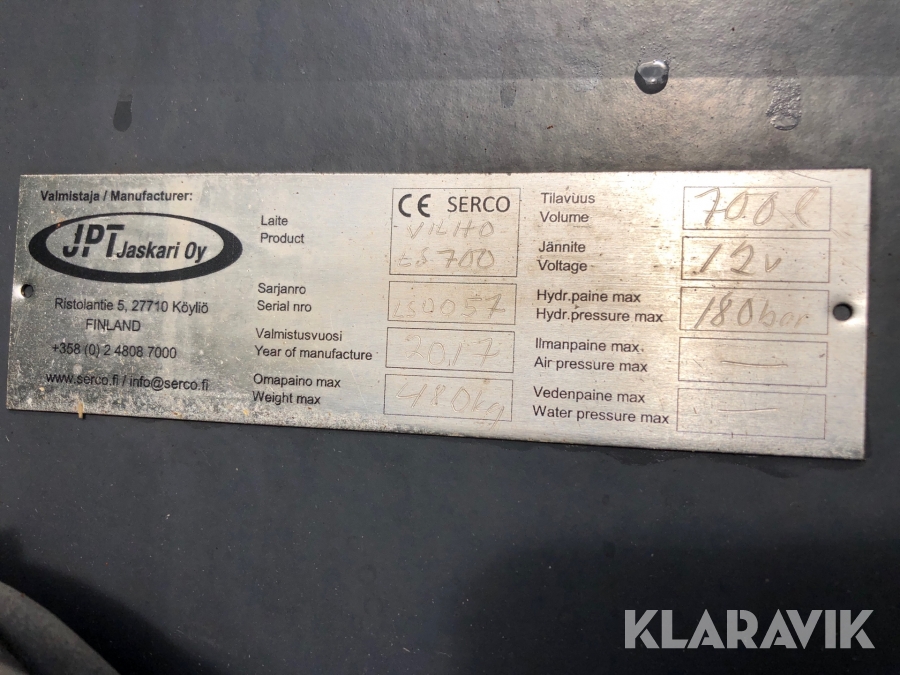 Valmistaja / Manufacturer:
JPT Jaskari Oy
Ristolantie 5, 27710 Köyliö
FINLAND
+358 (0) 2 4808 7000
www.serco.fi / info@serco.fi
Laite
Product
CE SERCO
VILHO
700
Sarjanro
Serial nro
Valmistusvuosi
Year of manufacture
2017
Omapaino max
Weight max
480kg
Tilavuus
Volume
700l
Jännite
Voltage
12v
Hydr.paine max
Hydr.pressure max
180bar
Ilmanpaine max.
Air pressure max
—
Vedenpaine max
Water pressure max
—
KLARAVIK